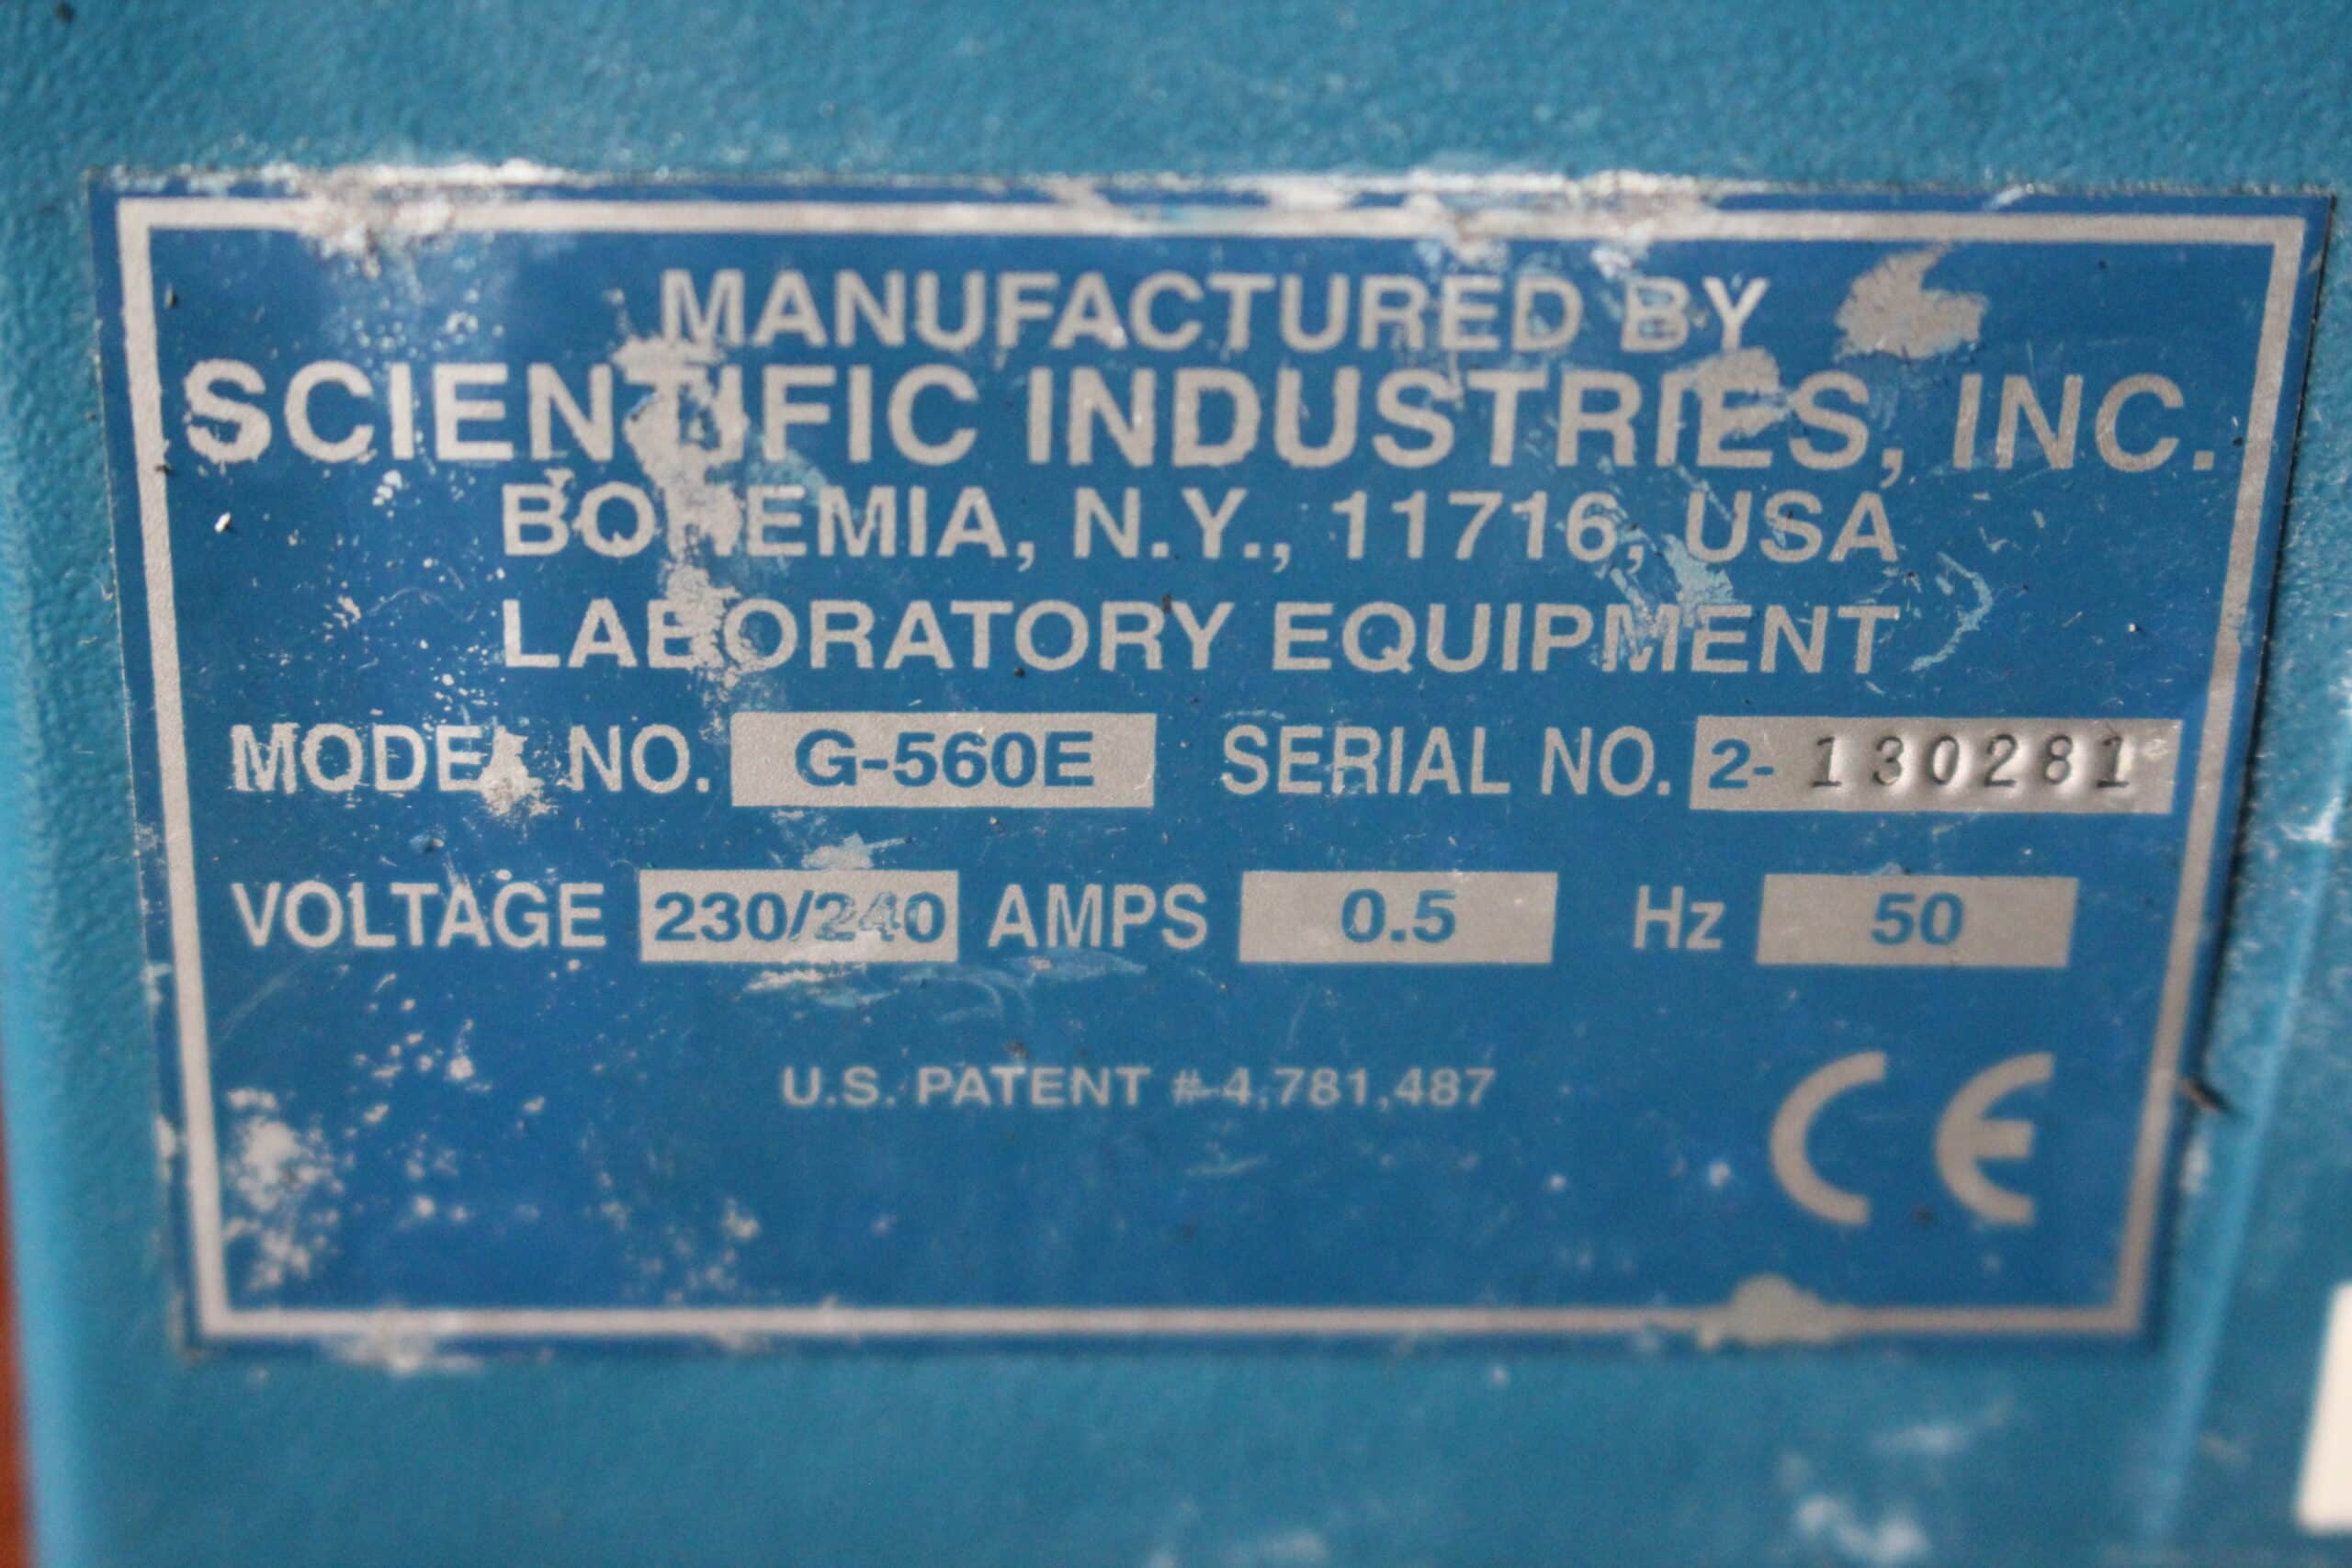 MANUFACTURED BY
SCIENTIFIC INDUSTRIES, INC.
BOHEMIA, N.Y., 11716, USA
LABORATORY EQUIPMENT
MODEL NO. G-560E SERIAL NO. 2- 130281
VOLTAGE 230/240 AMPS 0.5 Hz 50
U.S. PATENT # 4,781,487
CE